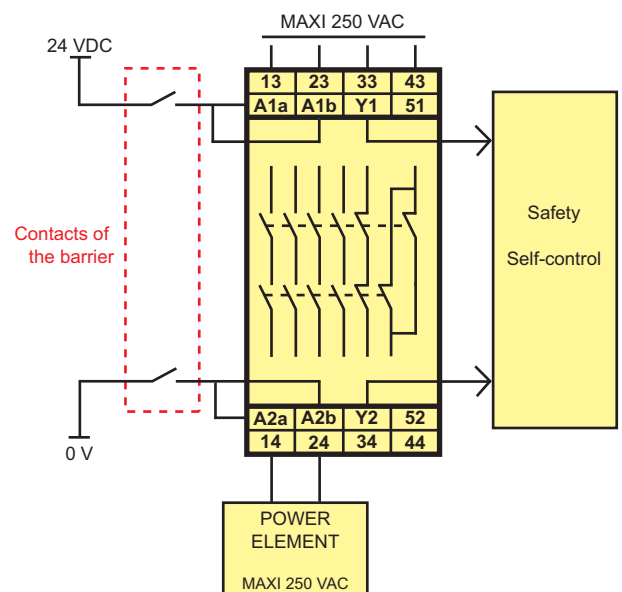 MAXI 250 VAC
24 VDC
13 23 33 43
A1a A1b Y1 51
Contacts of
the barrier
Safety
Self-control
A2a A2b Y2 52
14 24 34 44
0 V
POWER
ELEMENT
MAXI 250 VAC